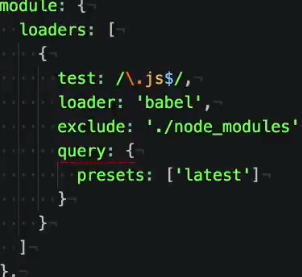 module: {
loaders: [
{
test: /\.js$/,
loader: 'babel',
exclude: './node_modules'
query: {
presets: ['latest']
}
}
]
},